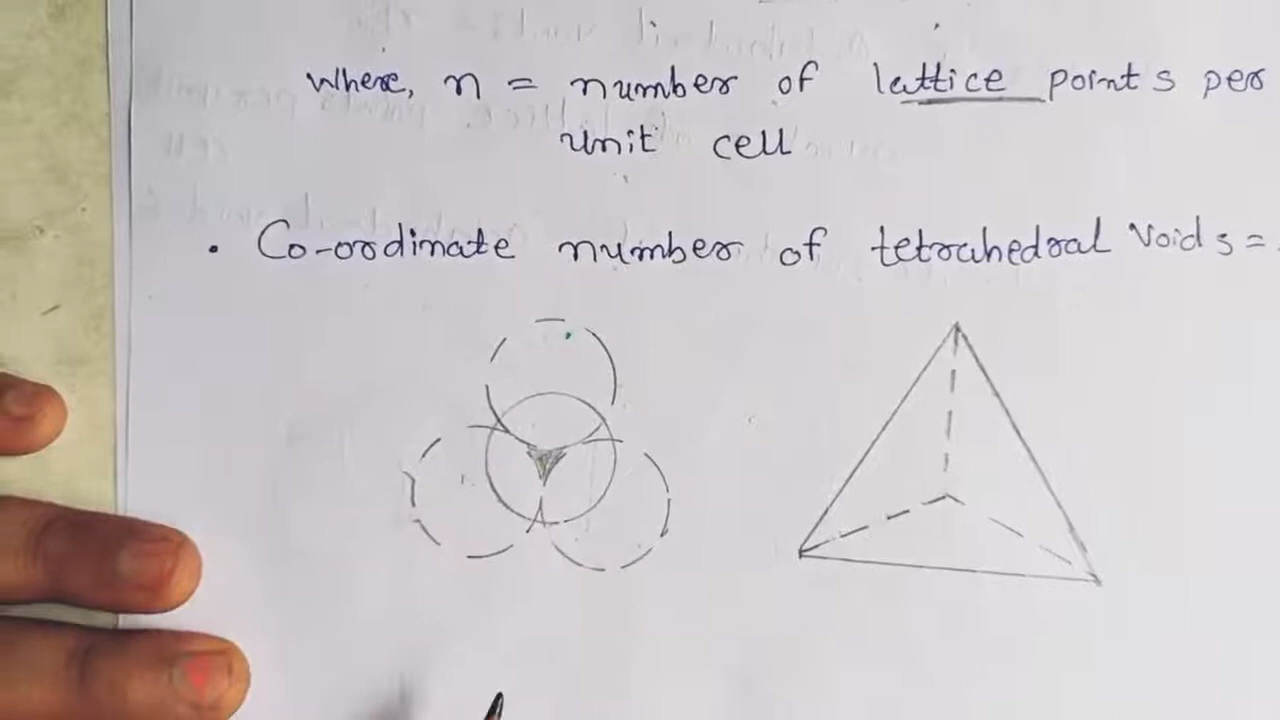 where, n = number of lattice points per
unit cell
• Co-ordinate number of tetrahedral voids =